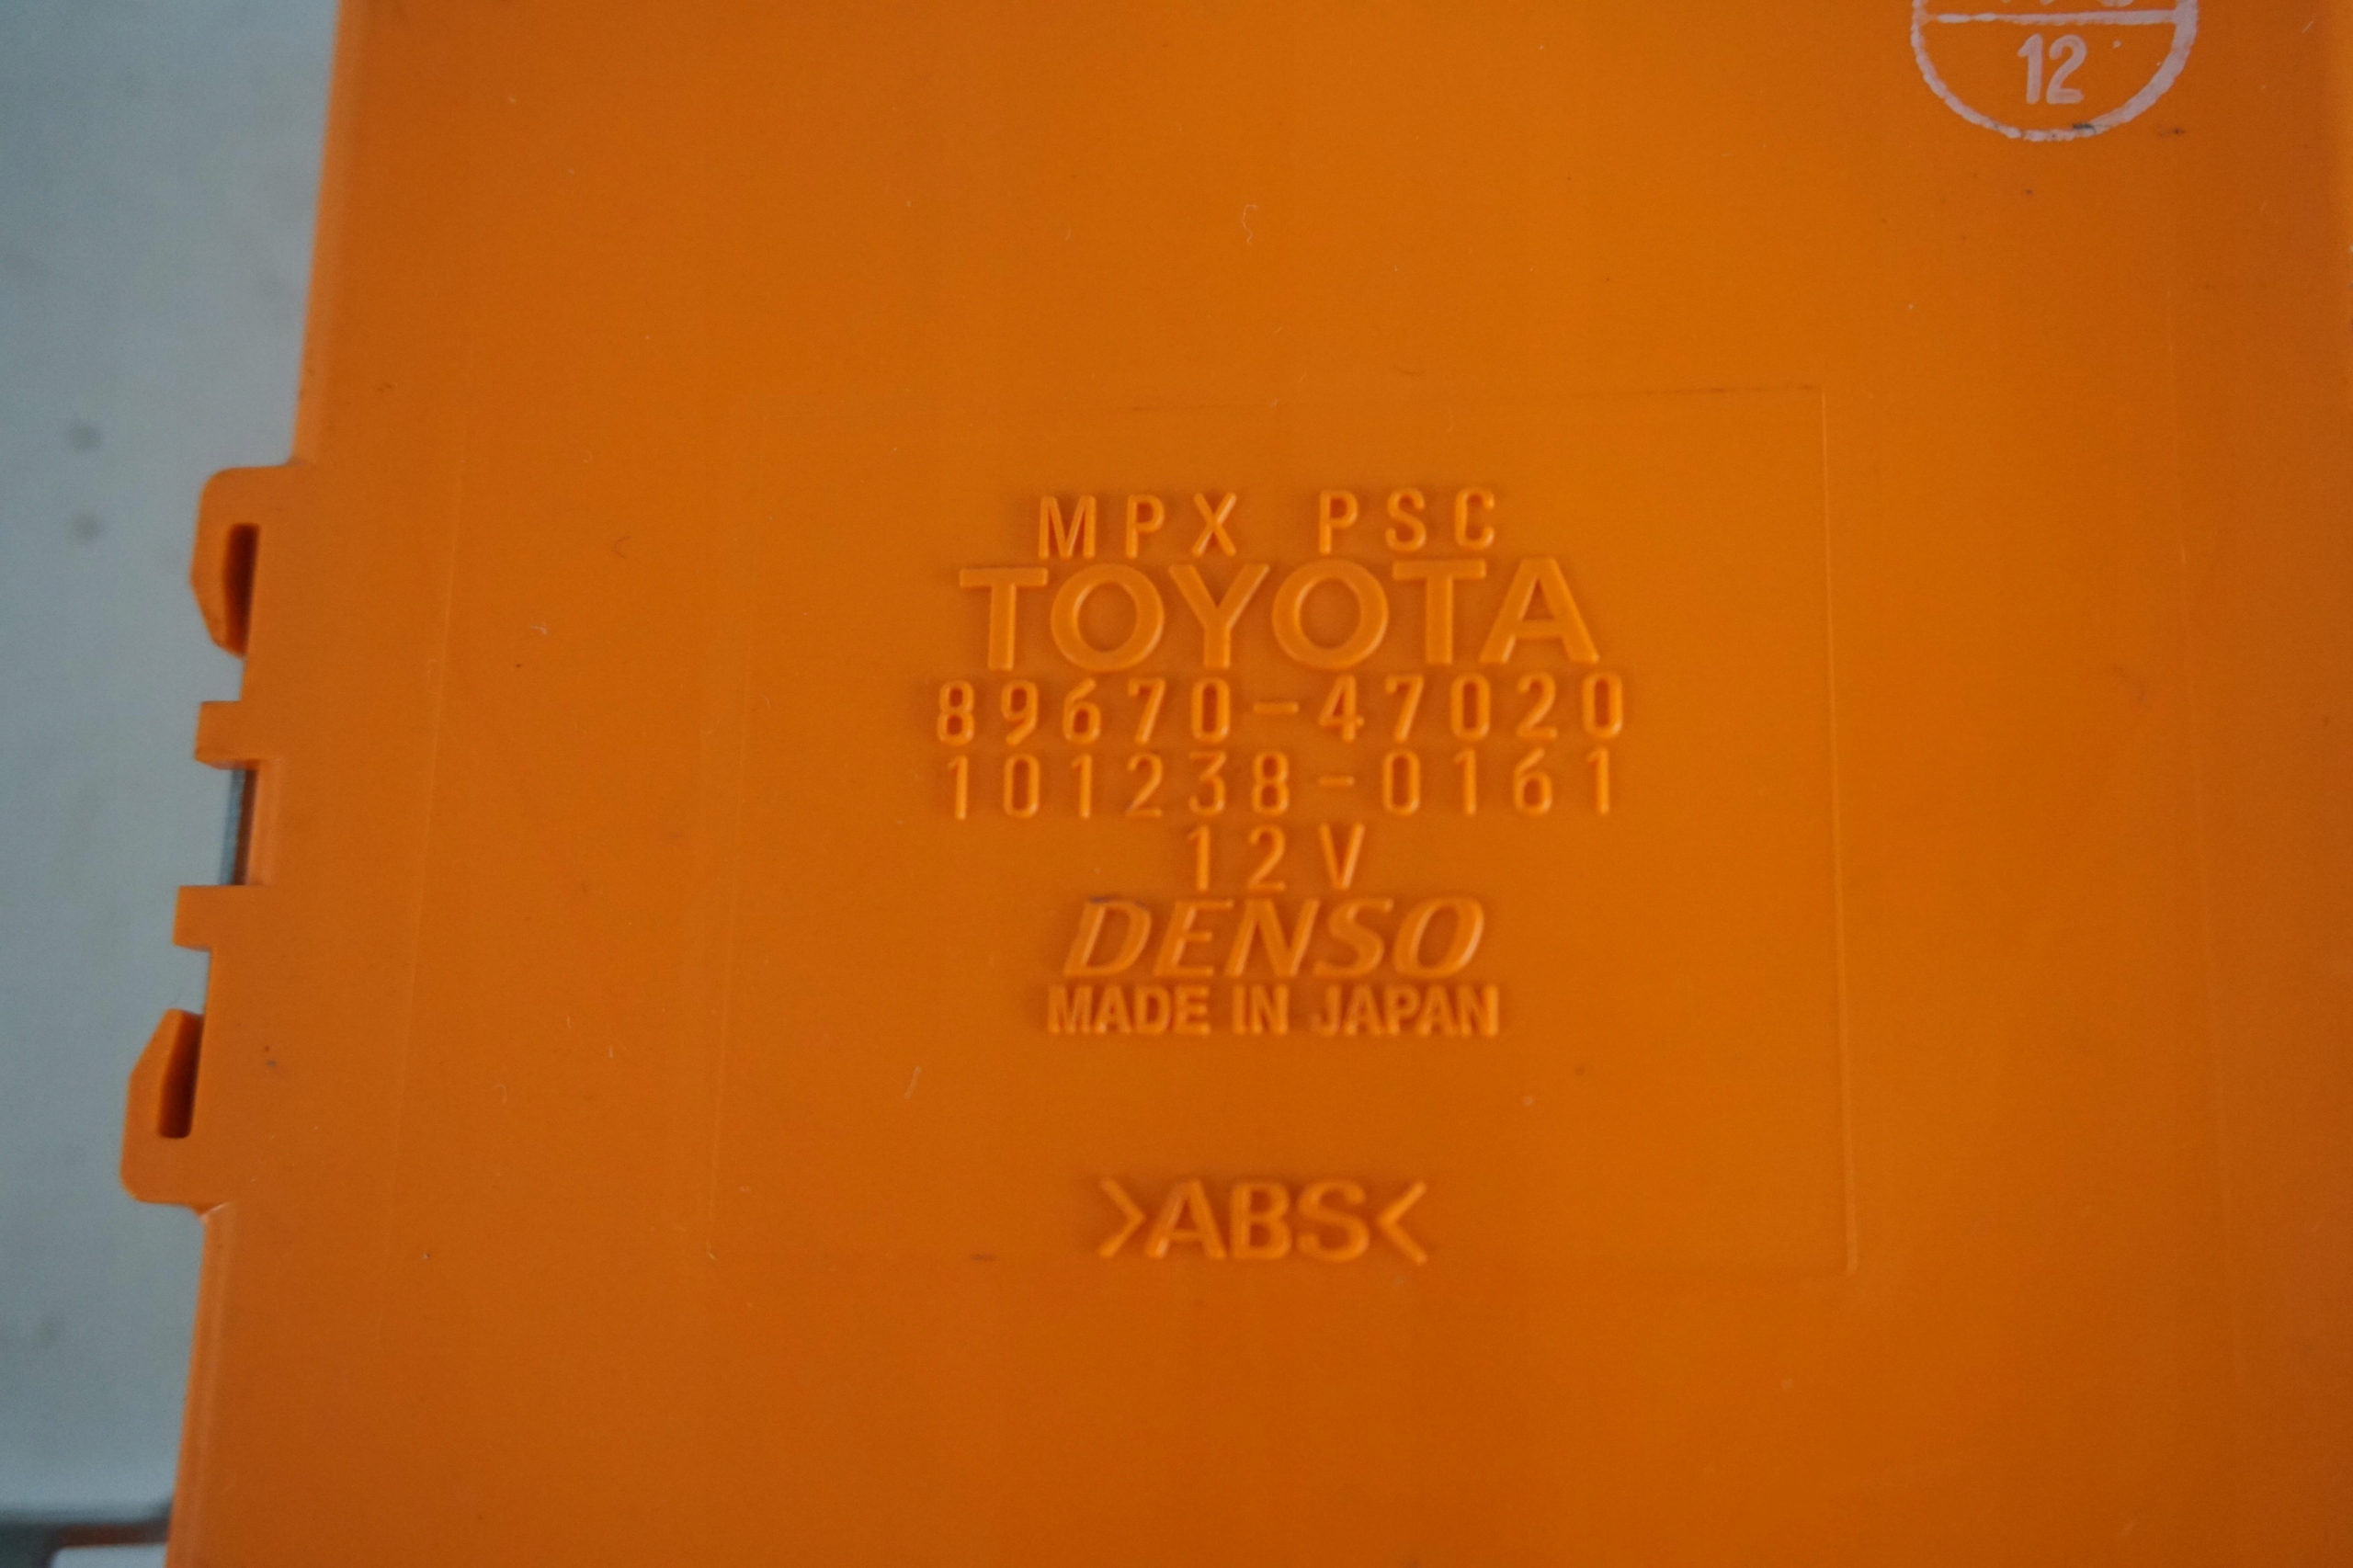 12
MPX PSC
TOYOTA
89670-47020
101238-0161
12V
DENSO
MADE IN JAPAN
>ABS<